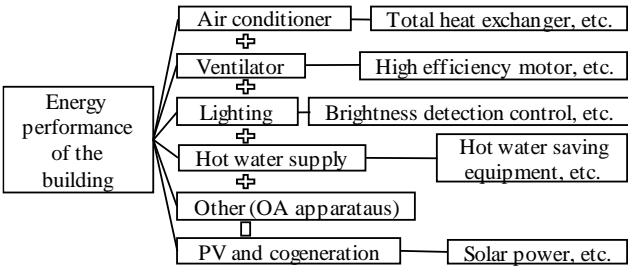 Air conditioner
Total heat exchanger, etc.
Ventilator
High efficiency motor, etc.
Energy
performance
of the
building
Lighting
Brightness detection control, etc.
Hot water supply
Hot water saving
equipment, etc.
Other (OA apparataus)
PV and cogeneration
Solar power, etc.